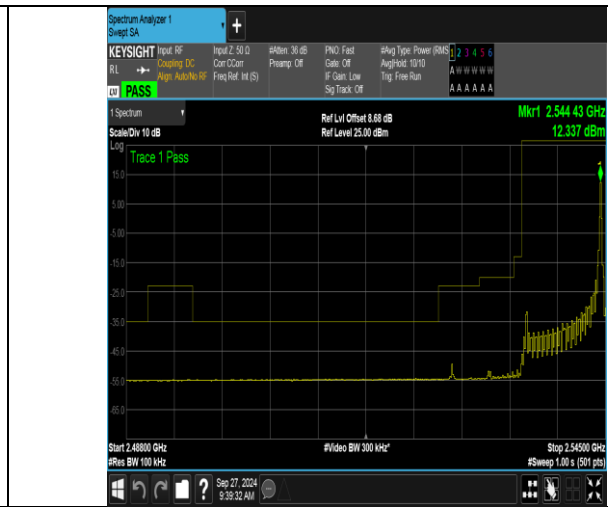 Spectrum Analyzer 1
Swept SA
+
KEYSIGHT Input: RF Input Z: 50 Ω #Atten: 36 dB PNO: Fast #Avg Type: Power (RMS 1 2 3 4 5 6
RL Coupling: DC Corr CCorr Preamp: Off Gate: Off Avg|Hold: 10/10 A W W W W W
Align: Auto/No RF Freq Ref: Int (S) IF Gain: Low Trig: Free Run
LXI PASS Sig Track: Off A A A A A A
1 Spectrum Ref Lvl Offset 8.68 dB Mkr1 2.544 43 GHz
Scale/Div 10 dB Ref Level 25.00 dBm 12.337 dBm
Log
Trace 1 Pass
1
15.0
5.00
-5.00
-15.0
-25.0
-35.0
-45.0
-55.0
-65.0
Start 2.48800 GHz #Video BW 300 kHz* Stop 2.54500 GHz
#Res BW 100 kHz #Sweep 1.00 s (501 pts)
? Sep 27, 2024
9:39:32 AM